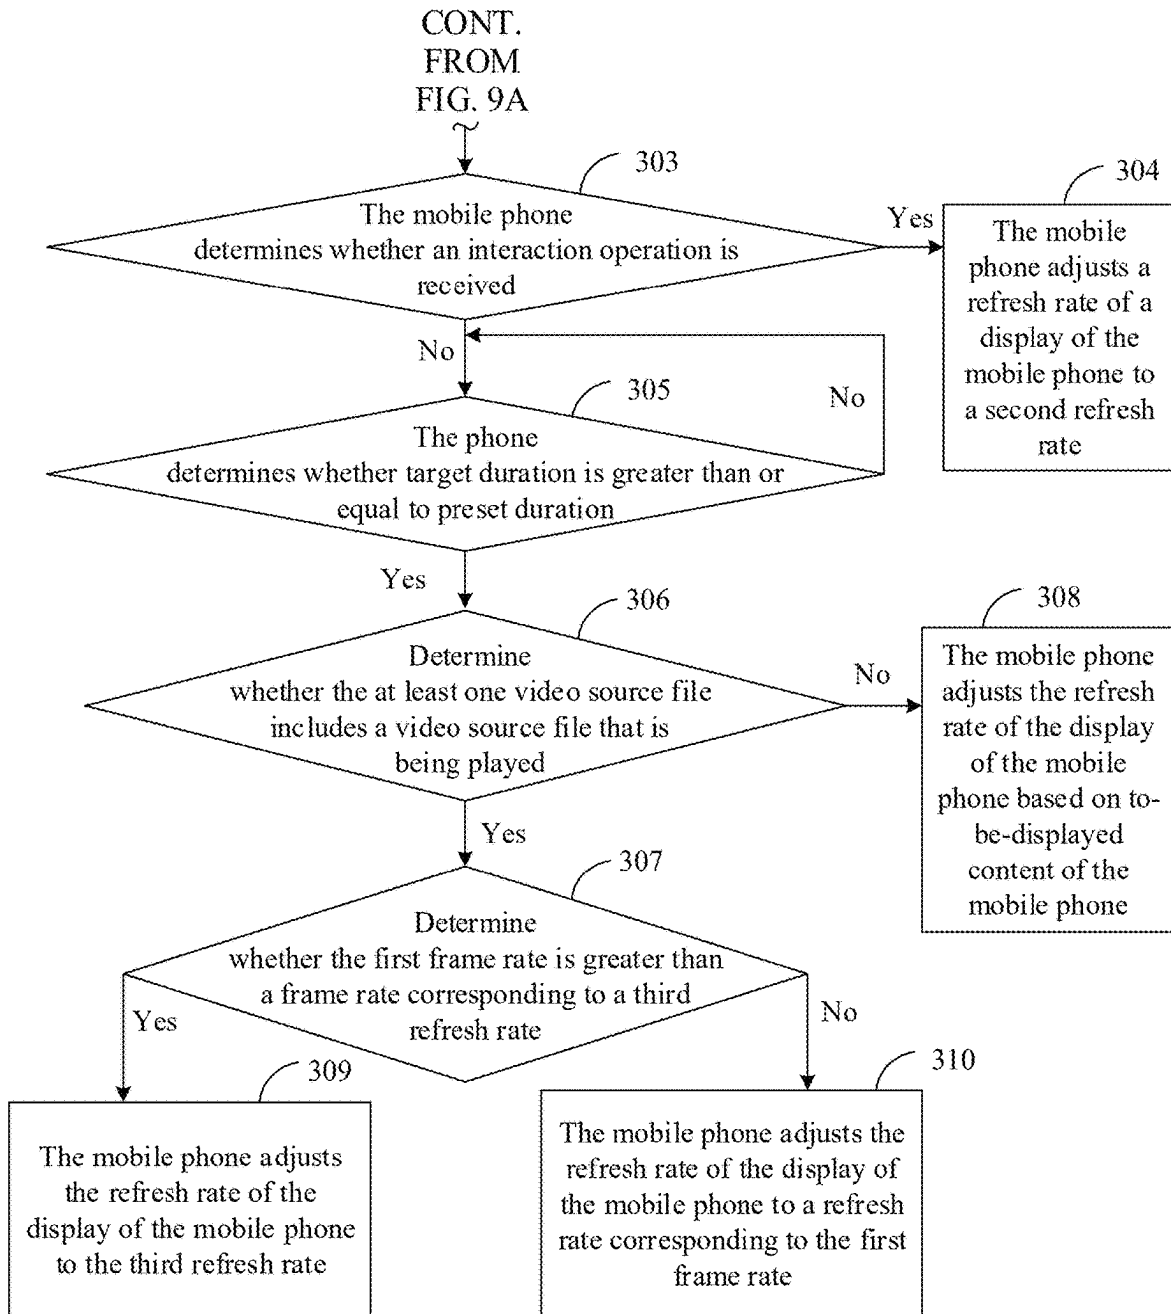 CONT.
FROM
FIG. 9A
303
The mobile phone
determines whether an interaction operation is
received
Yes
304
The mobile
phone adjusts a
refresh rate of a
display of the
mobile phone to
a second refresh
rate
No
305
The phone
determines whether target duration is greater than or
equal to preset duration
No
Yes
306
Determine
whether the at least one video source file
includes a video source file that is
being played
No
308
The mobile phone
adjusts the refresh
rate of the display
of the mobile
phone based on to-
be-displayed
content of the
mobile phone
Yes
307
Determine
whether the first frame rate is greater than
a frame rate corresponding to a third
refresh rate
Yes
No
309
The mobile phone adjusts
the refresh rate of the
display of the mobile phone
to the third refresh rate
310
The mobile phone adjusts the
refresh rate of the display of
the mobile phone to a refresh
rate corresponding to the first
frame rate